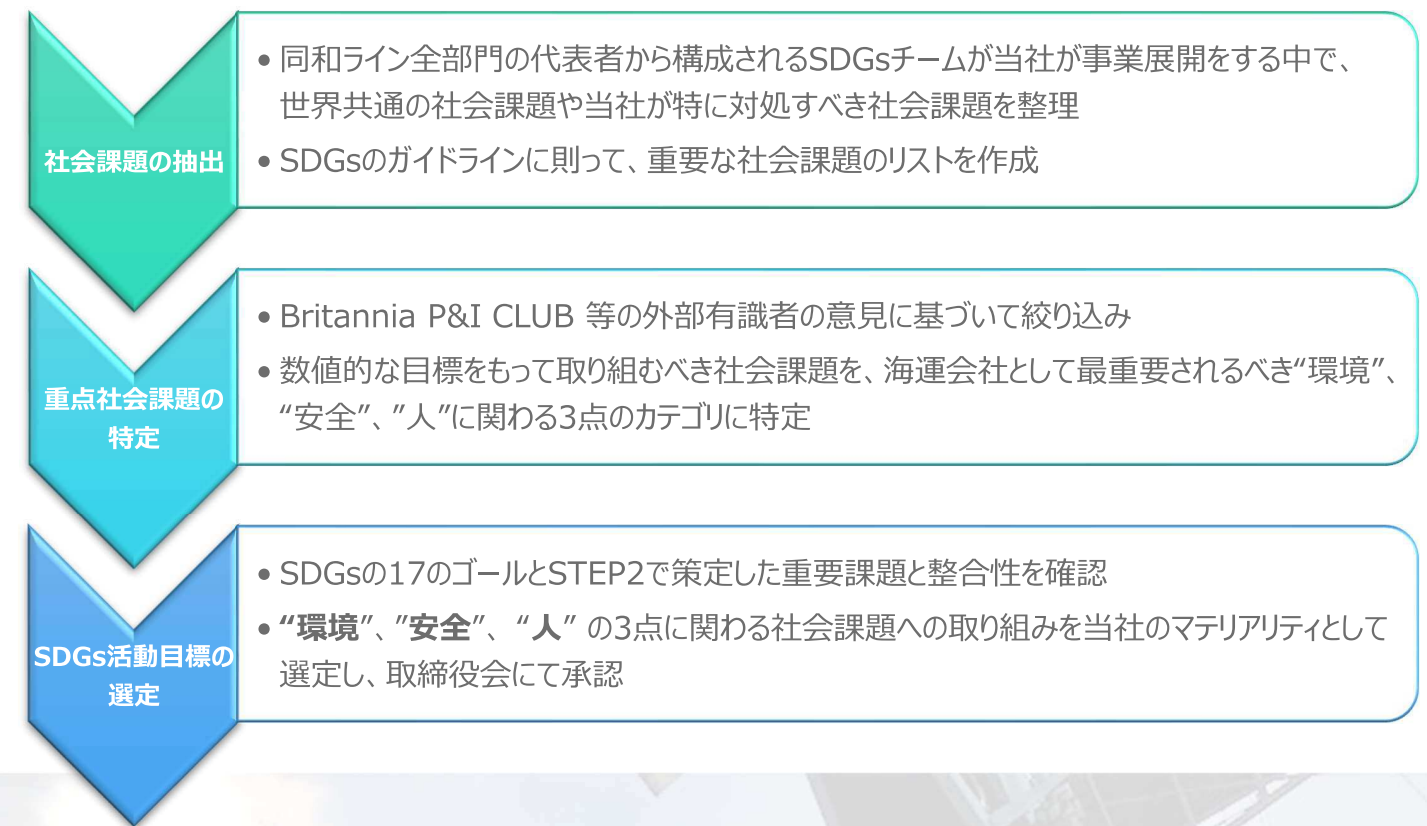 社会課題の抽出
• 同和ライン全部門の代表者から構成されるSDGsチームが当社が事業展開をする中で、
世界共通の社会課題や当社が特に対処すべき社会課題を整理
• SDGsのガイドラインに則って、重要な社会課題のリストを作成
重点社会課題の
特定
• Britannia P&I CLUB 等の外部有識者の意見に基づいて絞り込み
• 数値的な目標をもって取り組むべき社会課題を、海運会社として最重要されるべき“環境”、
“安全”、”人”に関わる3点のカテゴリに特定
SDGs活動目標の
選定
• SDGsの17のゴールとSTEP2で策定した重要課題と整合性を確認
• “環境”、”安全”、“人” の3点に関わる社会課題への取り組みを当社のマテリアリティとして
選定し、取締役会にて承認